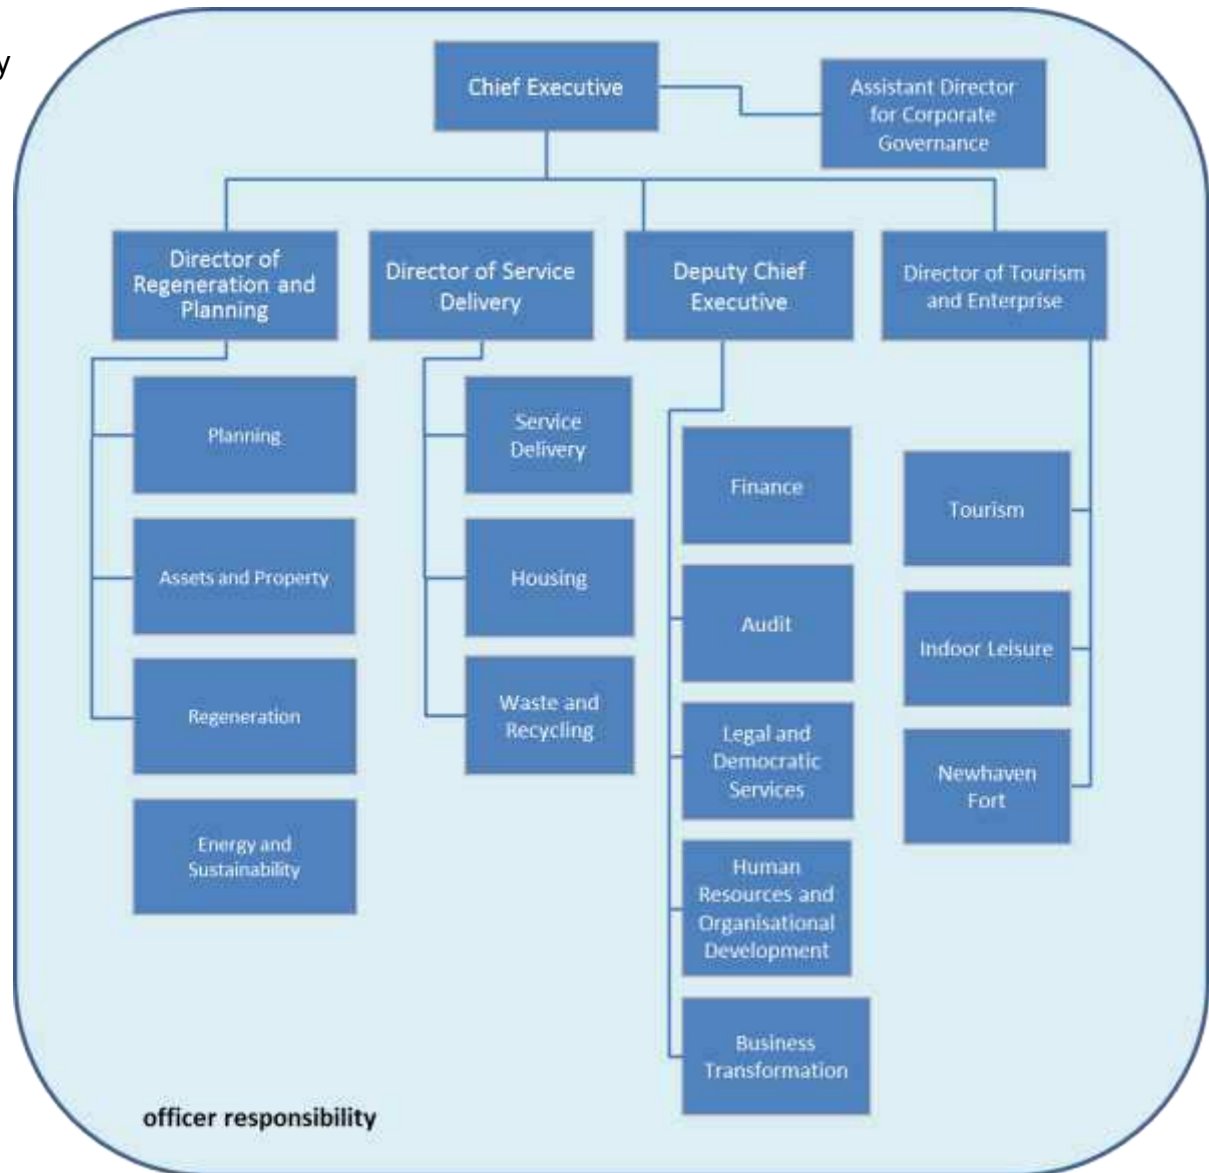 y
Chief Executive
Assistant Director
for Corporate
Governance
Director of
Regeneration and
Planning
Director of Service
Delivery
Deputy Chief
Executive
Director of Tourism
and Enterprise
Planning
Assets and Property
Regeneration
Energy and
Sustainability
Service
Delivery
Housing
Waste and
Recycling
Finance
Audit
Legal and
Democratic
Services
Human
Resources and
Organisational
Development
Business
Transformation
Tourism
Indoor Leisure
Newhaven
Fort
officer responsibility